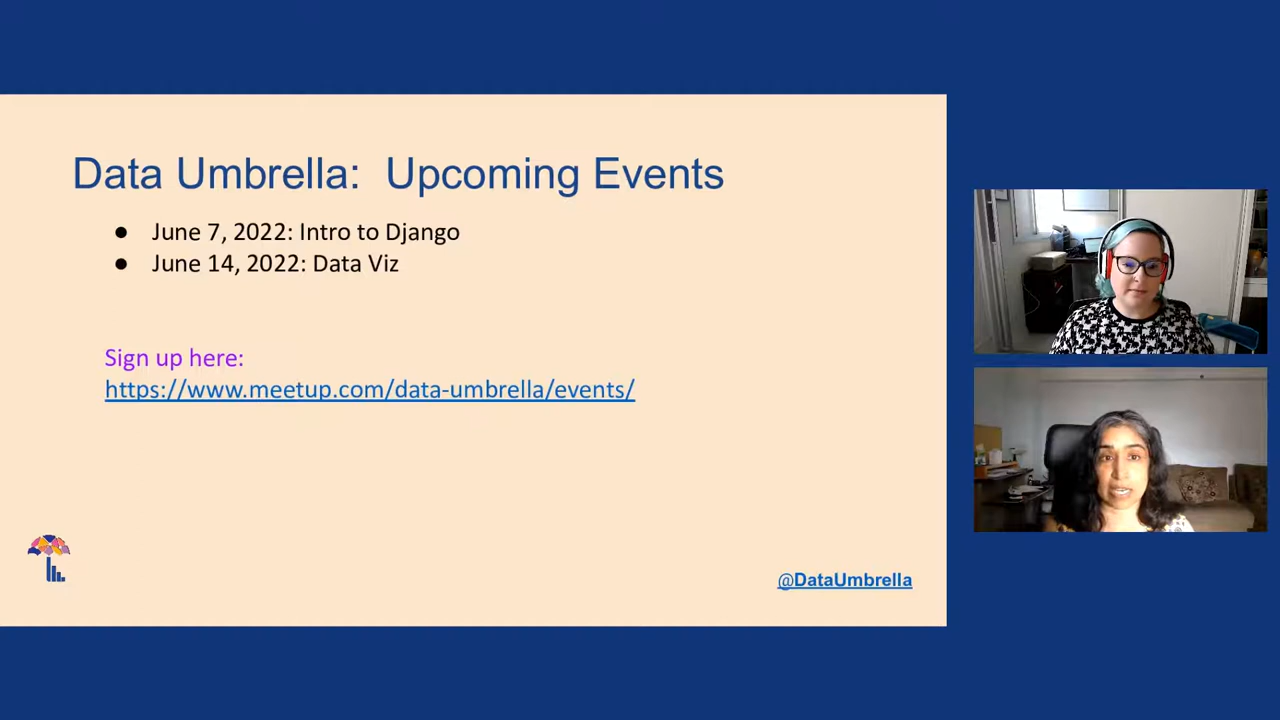 Data Umbrella: Upcoming Events
● June 7, 2022: Intro to Django
● June 14, 2022: Data Viz
Sign up here:
https://www.meetup.com/data-umbrella/events/
@DataUmbrella